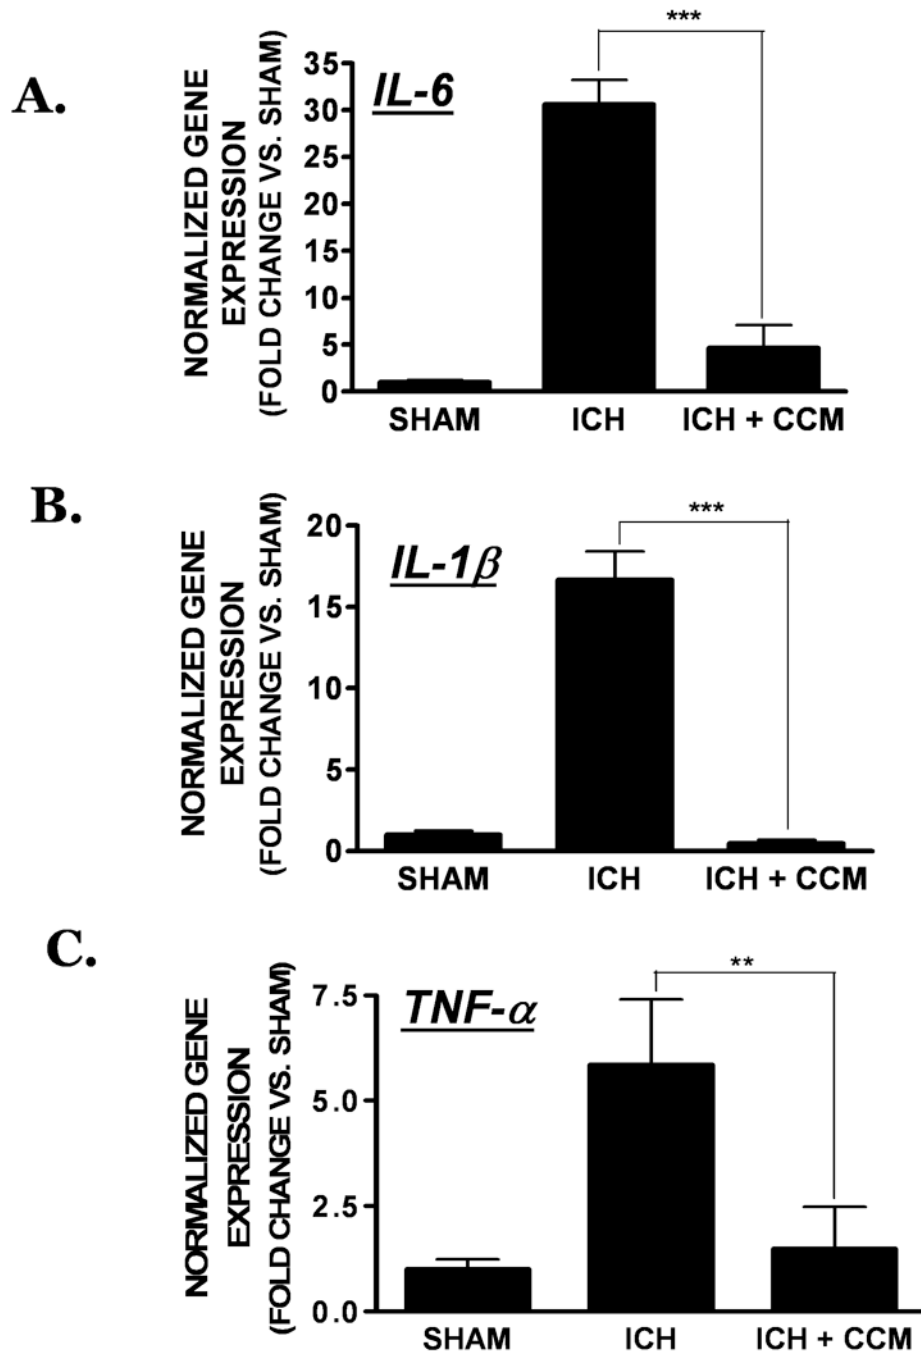 A.
NORMALIZED GENE
EXPRESSION
(FOLD CHANGE VS. SHAM)
IL-6
***
35
30
25
20
15
10
5
0
SHAM ICH ICH + CCM
B.
NORMALIZED GENE
EXPRESSION
(FOLD CHANGE VS. SHAM)
IL-1β
***
20
15
10
5
0
SHAM ICH ICH + CCM
C.
NORMALIZED GENE
EXPRESSION
(FOLD CHANGE VS. SHAM)
TNF-α
**
7.5
5.0
2.5
0.0
SHAM ICH ICH + CCM